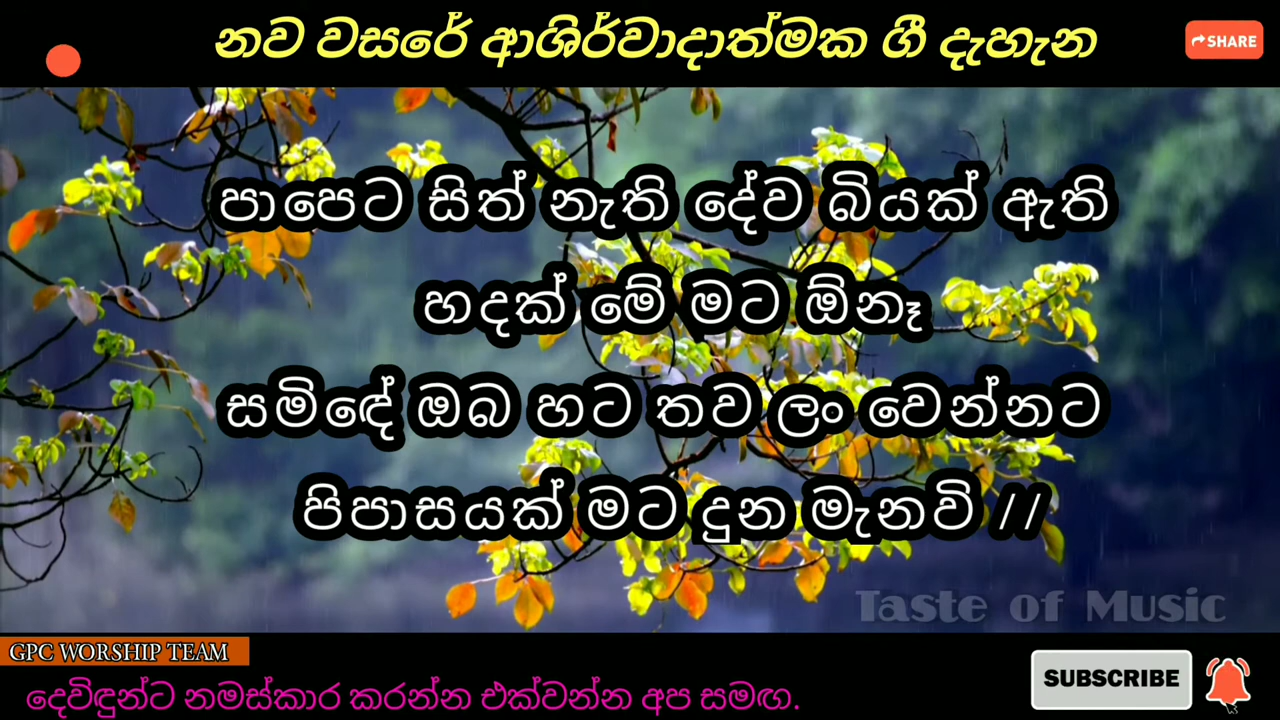 නව වසරේ ආශිර්වාදාත්මක ගී දැහැන
SHARE
පාපෙට සිත් නැති දේව බියක් ඇති
හදක් මේ මට ඕනෑ
සමිඳේ ඔබ හට තව ලං වෙන්නට
පිපාසයක් මට දුන මැනවි //
Taste of Music
GPC WORSHIP TEAM
SUBSCRIBE
දෙවිඳුන්ට නමස්කාර කරන්න එක්වන්න අප සමඟ.